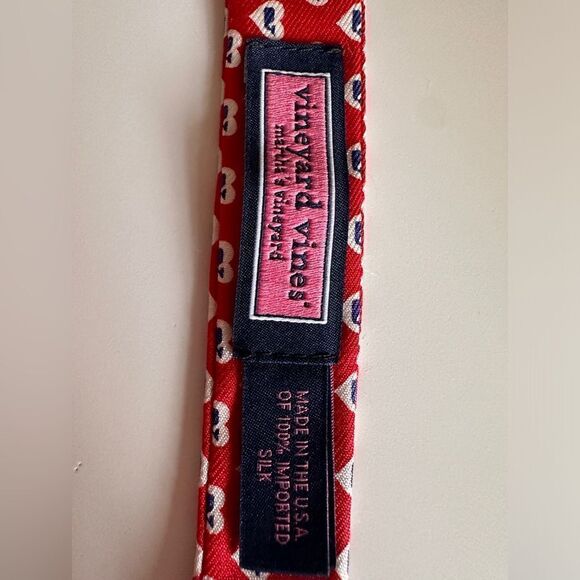 vineyard vines®
martha's vineyard
MADE IN THE U.S.A.
OF 100% IMPORTED
SILK